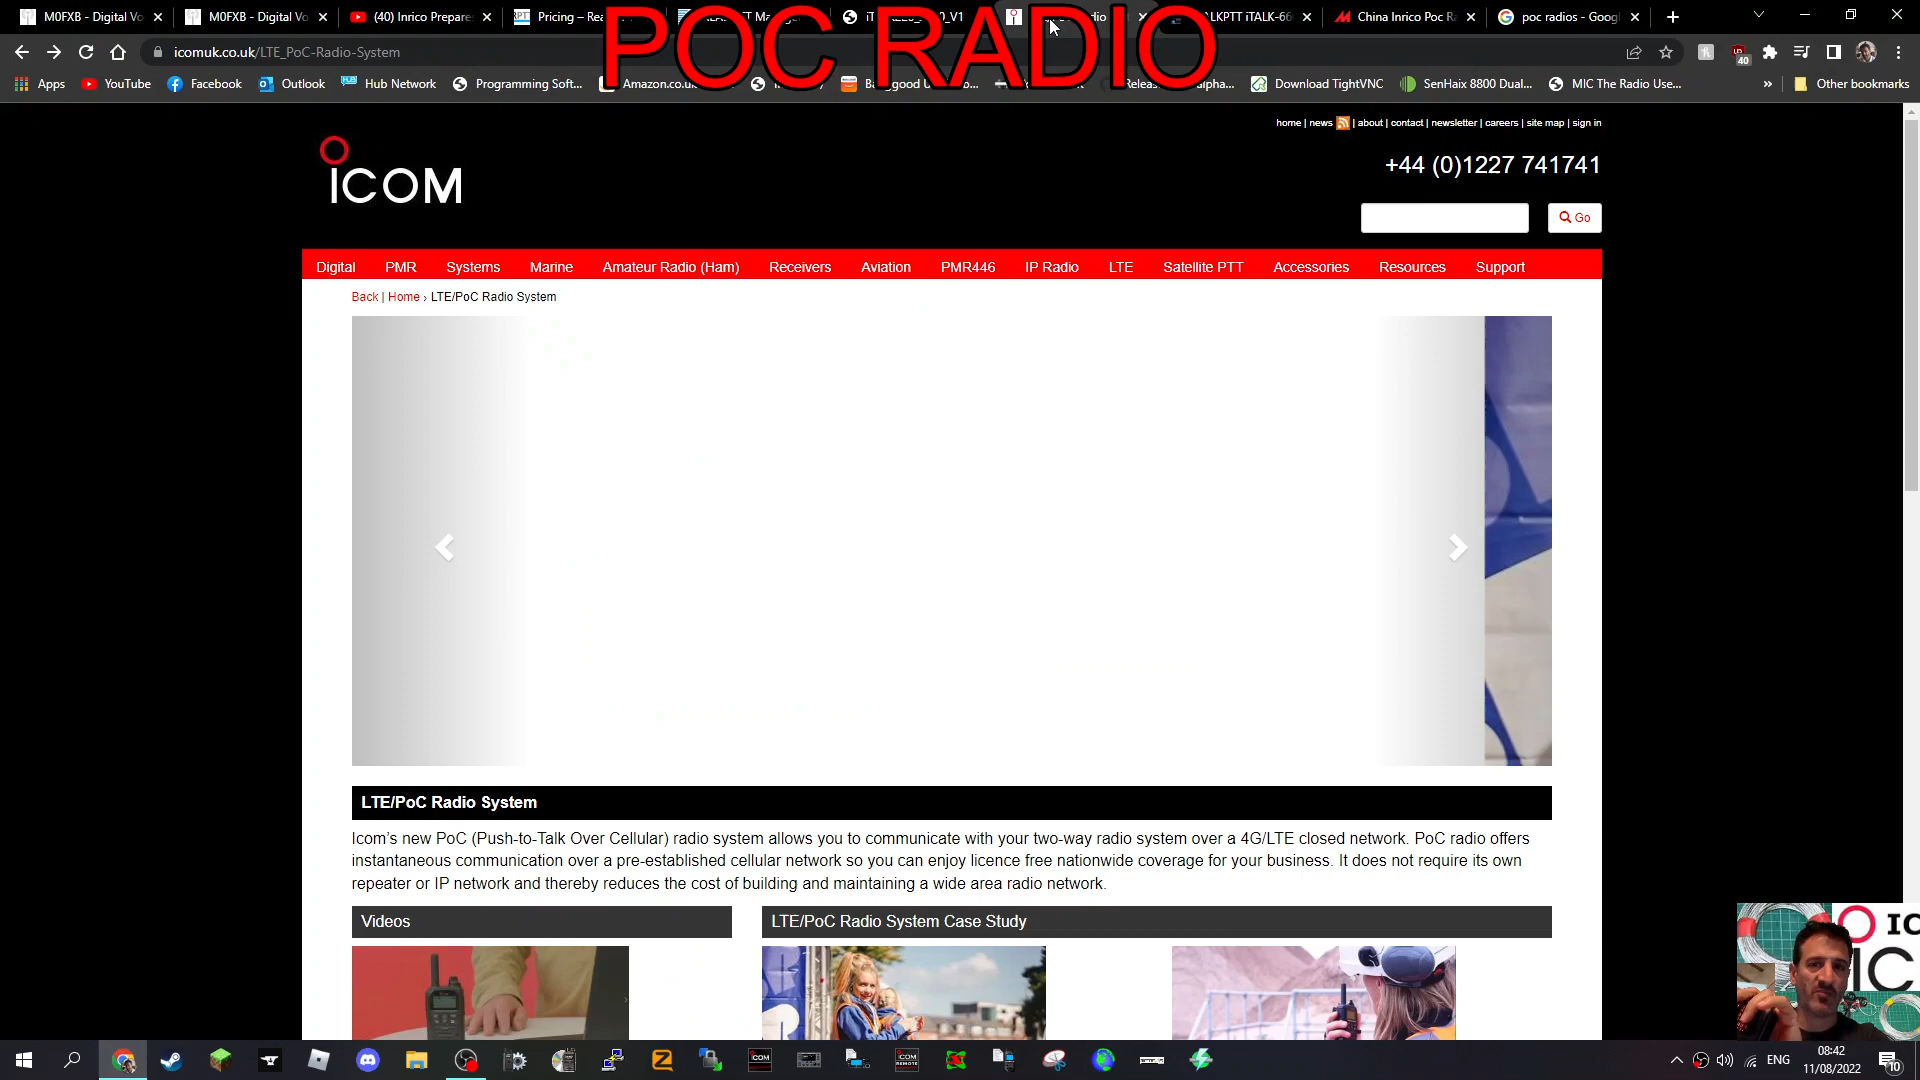 M0FXB - Digital Vo
M0FXB - Digital Vo
(40) Inrico Prepare
Pricing - Rea
poc radios - Googl
China Inrico Poc Ra
ALKPTT iTALK-66
POC RADIO
icomuk.co.uk/LTE_PoC-Radio-System
40
Apps
YouTube
Facebook
Outlook
Hub Network
Programming Soft...
Amazon.co.uk
Download TightVNC
SenHaix 8800 Dual...
MIC The Radio Use...
»
Other bookmarks
home | news | about | contact | newsletter | careers | site map | sign in
ICOM
+44 (0)1227 741741
Go
Digital PMR Systems Marine Amateur Radio (Ham) Receivers Aviation PMR446 IP Radio LTE Satellite PTT Accessories Resources Support
Back | Home › LTE/PoC Radio System
LTE/PoC Radio System
Icom's new PoC (Push-to-Talk Over Cellular) radio system allows you to communicate with your two-way radio system over a 4G/LTE closed network. PoC radio offers
instantaneous communication over a pre-established cellular network so you can enjoy licence free nationwide coverage for your business. It does not require its own
repeater or IP network and thereby reduces the cost of building and maintaining a wide area radio network.
Videos
LTE/PoC Radio System Case Study
IC
IC
ENG
08:42
11/08/2022
10